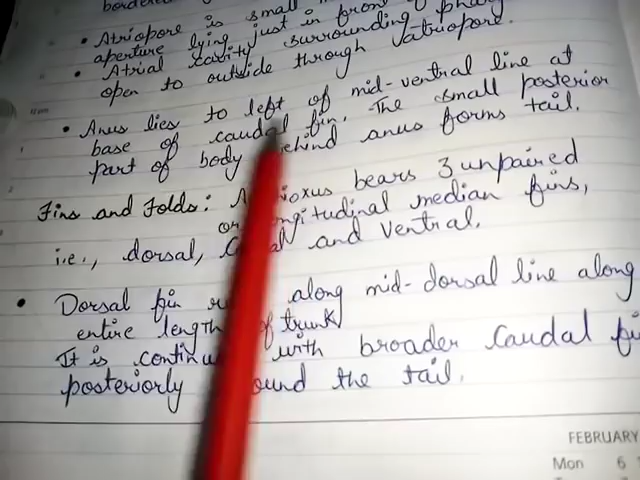 bordered
• Atriopore is small
aperture lying just in front of
• Atrial cavity surrounding
open to outside through atriopore.
• Anus lies to left of mid-ventral line at
base of caudal fin. The small posterior
part of body behind anus forms tail.
Fins and Folds: bears 3 unpaired
median fins,
i.e., dorsal, and ventral.
• Dorsal fin along mid-dorsal line along
entire length of trunk
It is with broader caudal
posteriorly the tail.
FEBRUARY
Mon 6